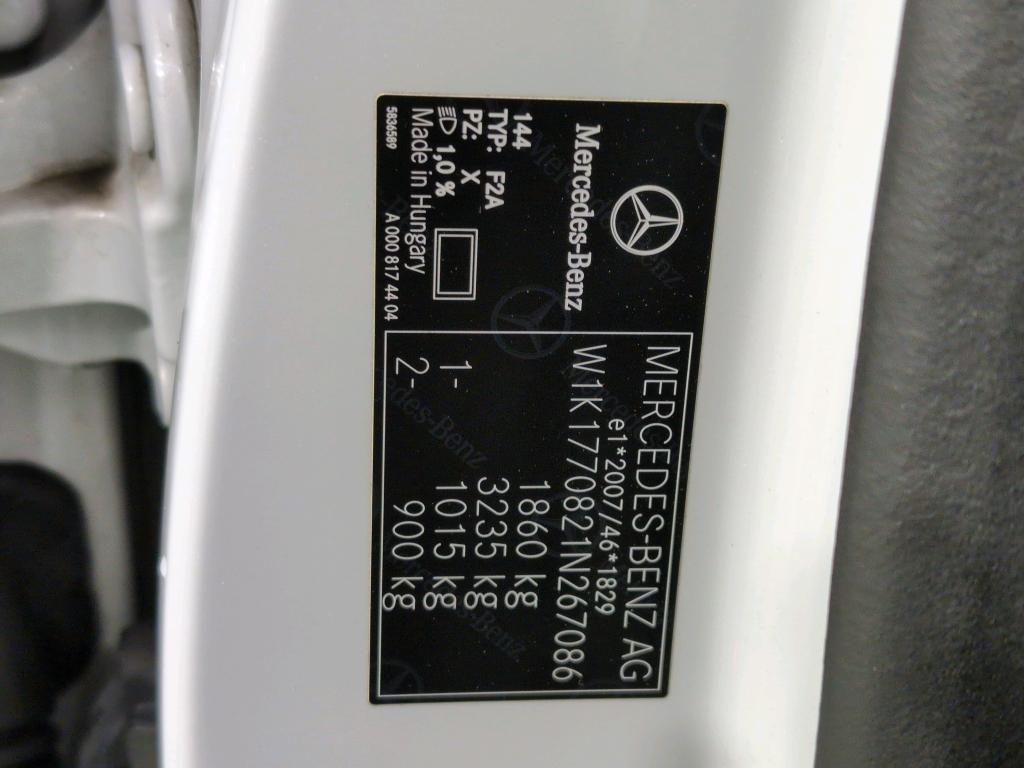 Mercedes-Benz
144
TYP: F2A
PZ: X
1,0 %
Made in Hungary
5836589
A 000 817 44 04
MERCEDES-BENZ AG
e1*2007/46*1829
W1K1770821N267086
1860 kg
3235 kg
1- 1015 kg
2- 900 kg